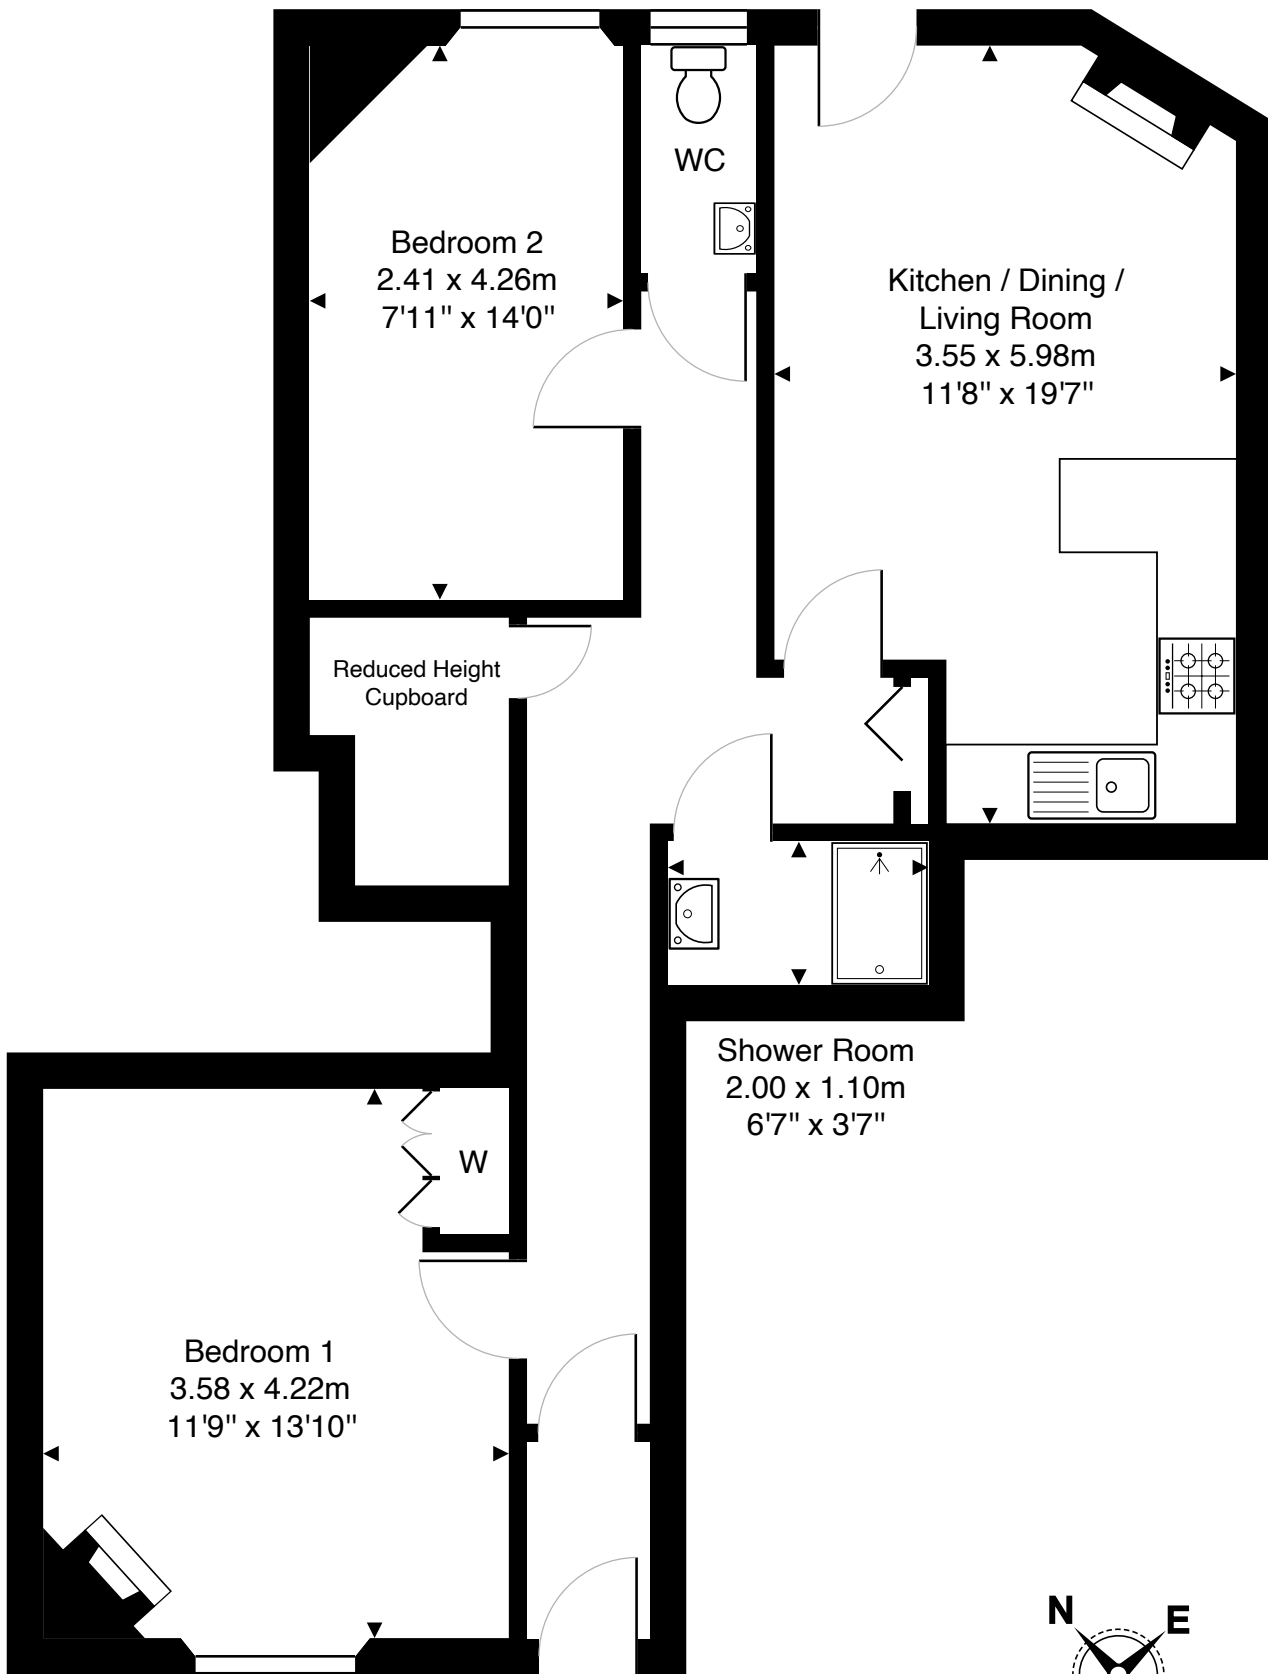 WC
Bedroom 2
2.41 x 4.26m
7'11" x 14'0"
Kitchen / Dining /
Living Room
3.55 x 5.98m
11'8" x 19'7"
Reduced Height
Cupboard
Shower Room
2.00 x 1.10m
6'7" x 3'7"
W
Bedroom 1
3.58 x 4.22m
11'9" x 13'10"
N E